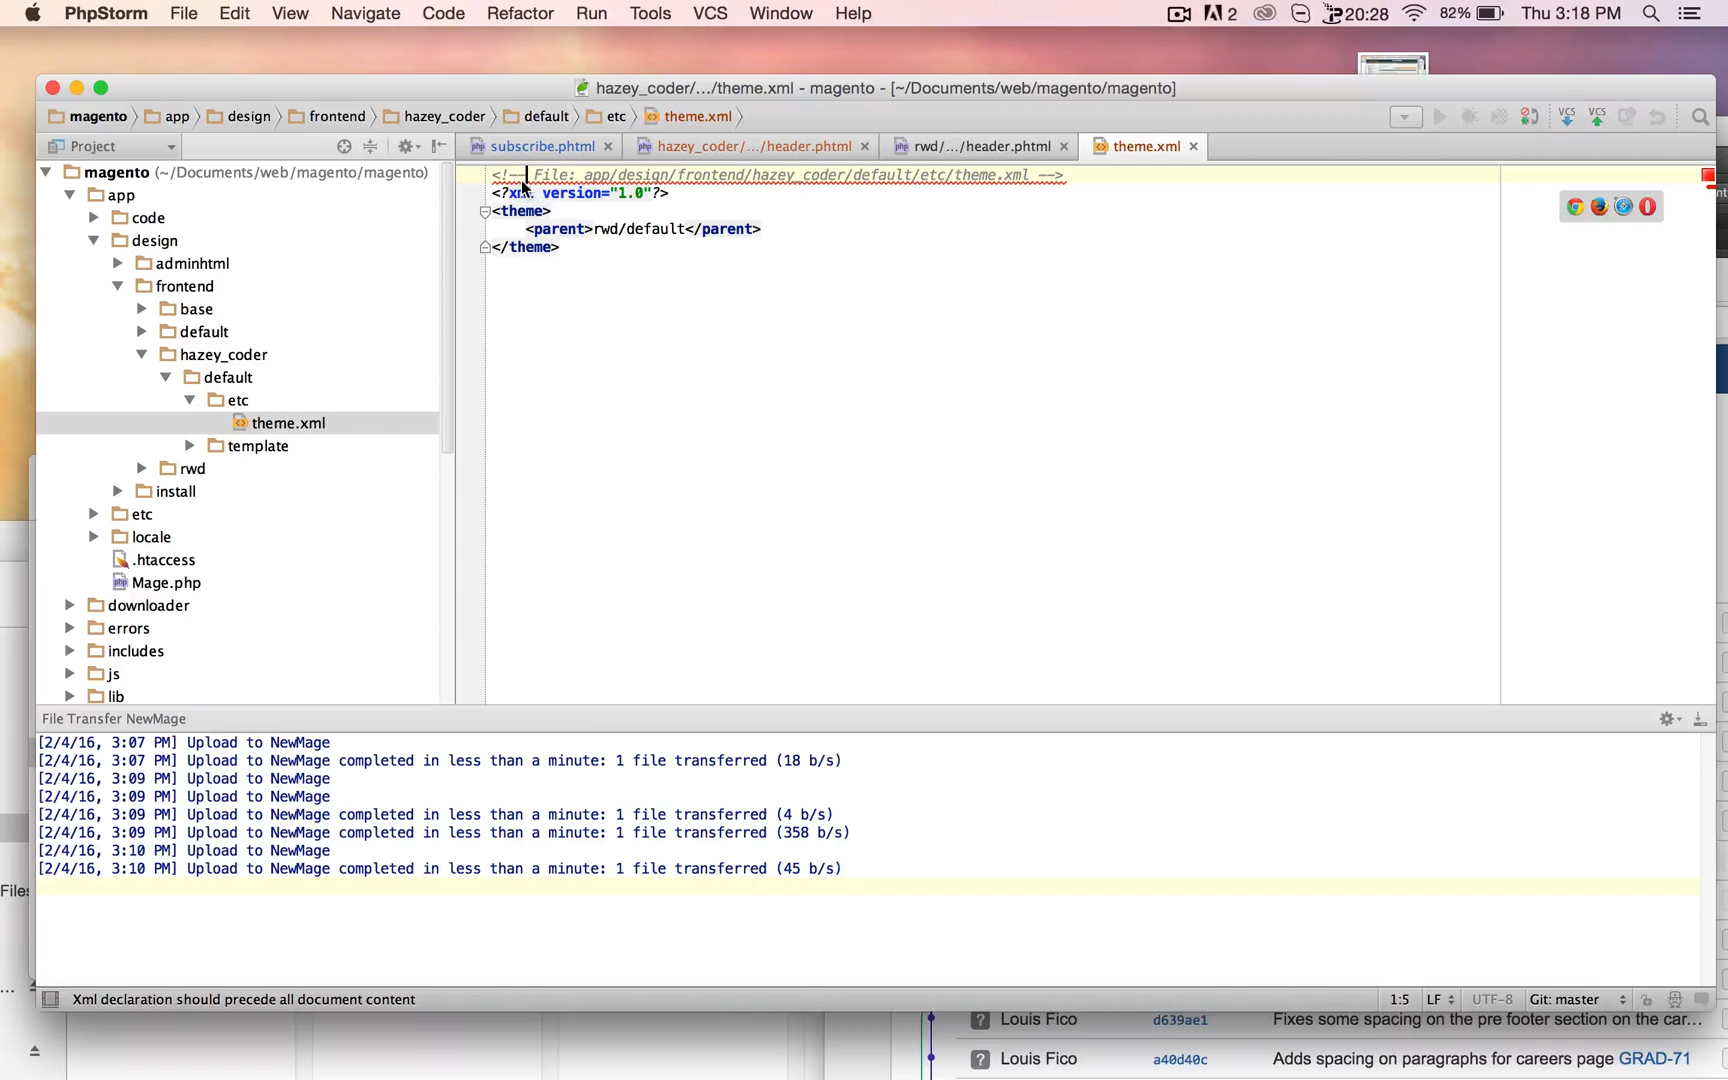 PhpStorm File Edit View Navigate Code Refactor Run Tools VCS Window Help 2 20:28 82% Thu 3:18 PM
hazey_coder/.../theme.xml - magento - [~/Documents/web/magento/magento]
magento app design frontend hazey_coder default etc theme.xml
Project subscribe.phtml hazey_coder/.../header.phtml rwd/.../header.phtml theme.xml
magento (~/Documents/web/magento/magento)
app
code
design
adminhtml
frontend
base
default
hazey_coder
default
etc
theme.xml
template
rwd
install
etc
locale
.htaccess
Mage.php
downloader
errors
includes
js
lib
<!-- File: app/design/frontend/hazey_coder/default/etc/theme.xml -->
<?xml version="1.0"?>
<theme>
<parent>rwd/default</parent>
</theme>
VCS VCS
File Transfer NewMage
[2/4/16, 3:07 PM] Upload to NewMage
[2/4/16, 3:07 PM] Upload to NewMage completed in less than a minute: 1 file transferred (18 b/s)
[2/4/16, 3:09 PM] Upload to NewMage
[2/4/16, 3:09 PM] Upload to NewMage
[2/4/16, 3:09 PM] Upload to NewMage completed in less than a minute: 1 file transferred (4 b/s)
[2/4/16, 3:09 PM] Upload to NewMage completed in less than a minute: 1 file transferred (358 b/s)
[2/4/16, 3:10 PM] Upload to NewMage
[2/4/16, 3:10 PM] Upload to NewMage completed in less than a minute: 1 file transferred (45 b/s)
Files
Xml declaration should precede all document content 1:5 LF UTF-8 Git: master
? Louis Fico d639ae1 Fixes some spacing on the pre footer section on the car...
? Louis Fico a40d40c Adds spacing on paragraphs for careers page GRAD-71